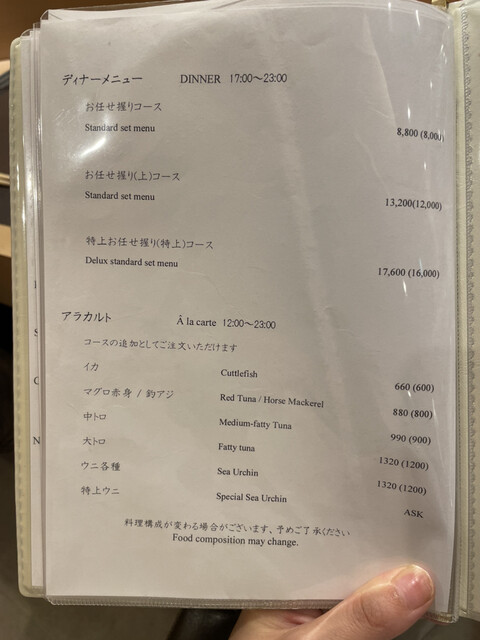 ディナーメニュー DINNER 17:00～23:00
お任せ握りコース
Standard set menu 8,800 (8,000)
お任せ握り(上)コース
Standard set menu 13,200(12,000)
特上お任せ握り(特上)コース
Delux standard set menu 17,600 (16,000)
アラカルト À la carte 12:00～23:00
コースの追加としてご注文いただけます
イカ Cuttlefish 660 (600)
マグロ赤身 / 釣アジ Red Tuna / Horse Mackerel 880 (800)
中トロ Medium-fatty Tuna 990 (900)
大トロ Fatty tuna 1320 (1200)
ウニ各種 Sea Urchin 1320 (1200)
特上ウニ Special Sea Urchin ASK
料理構成が変わる場合がございます、予めご了承ください
Food composition may change.